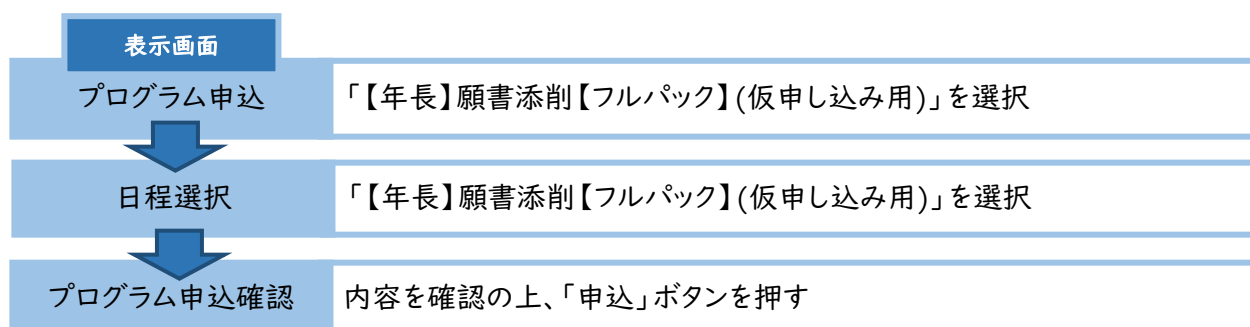 表示画面
プログラム申込
「【年長】願書添削【フルパック】(仮申し込み用)」を選択
日程選択
「【年長】願書添削【フルパック】(仮申し込み用)」を選択
プログラム申込確認
内容を確認の上、「申込」ボタンを押す